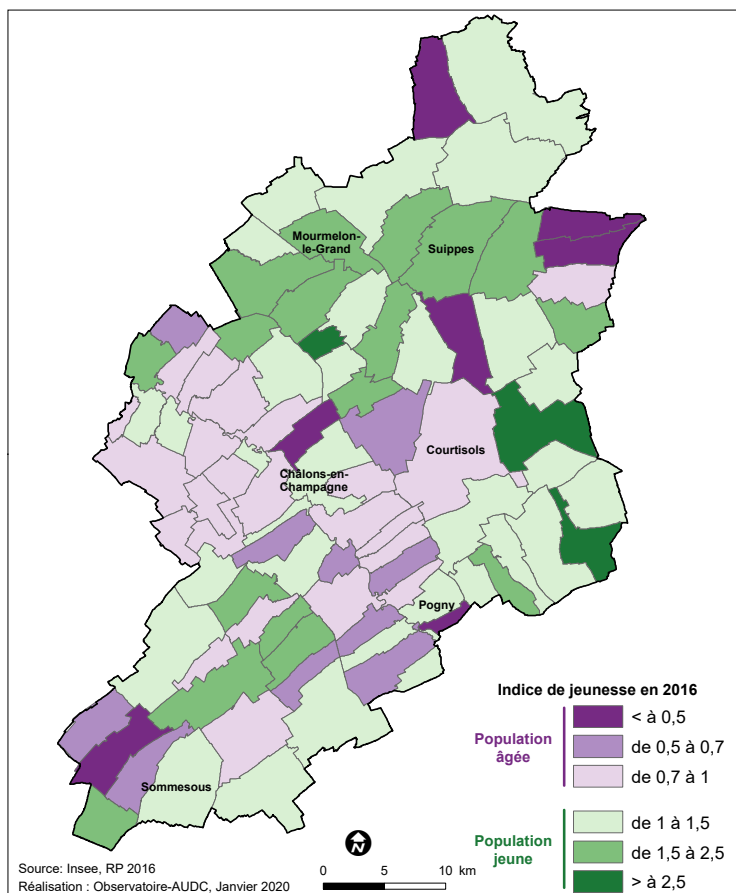 Mourmelon-
le-Grand
Suippes
Courtisols
Châlons-en-
Champagne
Pogny
Sommesous
Indice de jeunesse en 2016
Population
âgée
< à 0,5
de 0,5 à 0,7
de 0,7 à 1
Population
jeune
de 1 à 1,5
de 1,5 à 2,5
> à 2,5
N
0 5 10 km
Source: Insee, RP 2016
Réalisation : Observatoire-AUDC, Janvier 2020